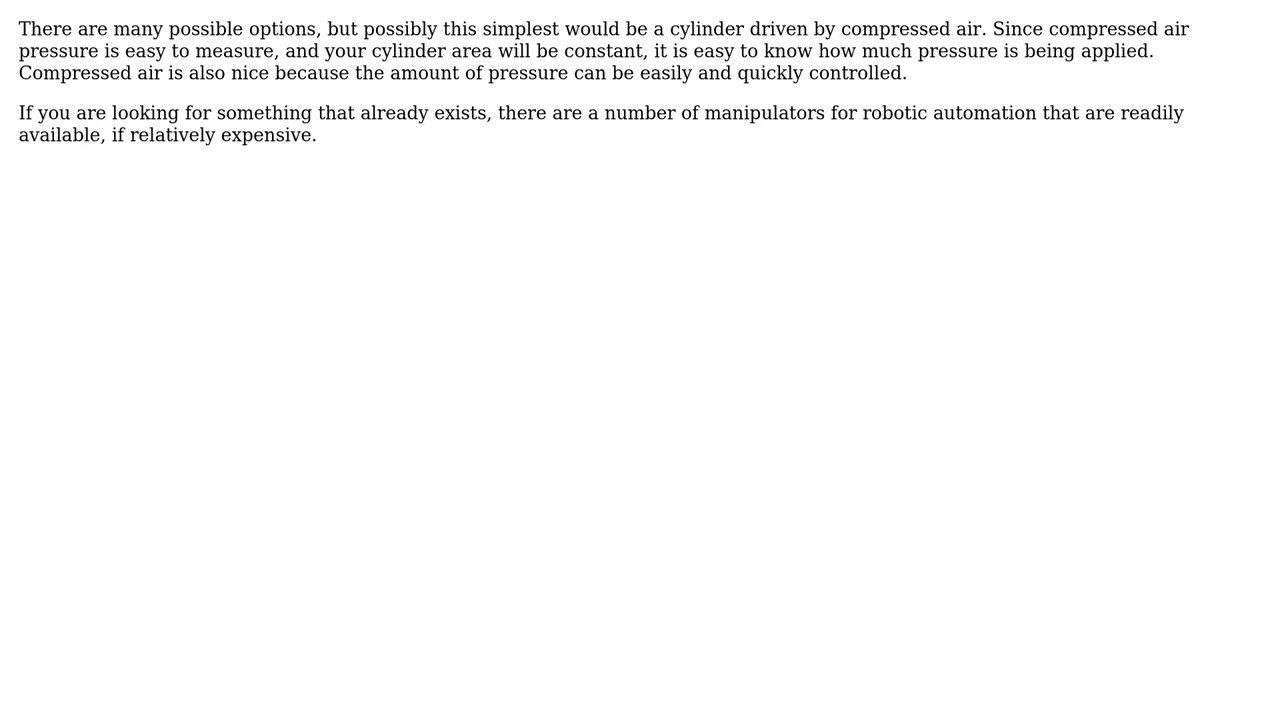 There are many possible options, but possibly this simplest would be a cylinder driven by compressed air. Since compressed air
pressure is easy to measure, and your cylinder area will be constant, it is easy to know how much pressure is being applied.
Compressed air is also nice because the amount of pressure can be easily and quickly controlled.
If you are looking for something that already exists, there are a number of manipulators for robotic automation that are readily
available, if relatively expensive.